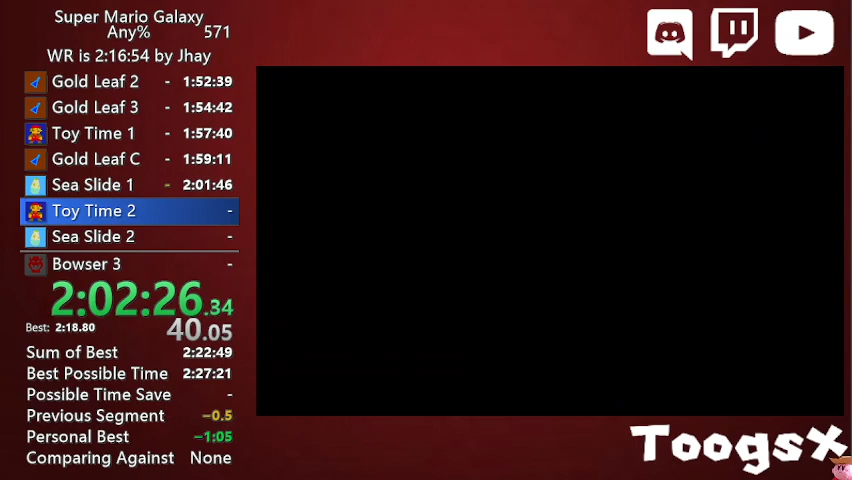 Super Mario Galaxy
Any% 571
WR is 2:16:54 by Jhay
Gold Leaf 2 - 1:52:39
Gold Leaf 3 - 1:54:42
Toy Time 1 - 1:57:40
Gold Leaf C - 1:59:11
Sea Slide 1 - 2:01:46
Toy Time 2 -
Sea Slide 2 -
Bowser 3 -
2:02:26.34
Best: 2:18.80 40.05
Sum of Best 2:22:49
Best Possible Time 2:27:21
Possible Time Save -
Previous Segment −0.5
Personal Best −1:05
Comparing Against None
ToogsX